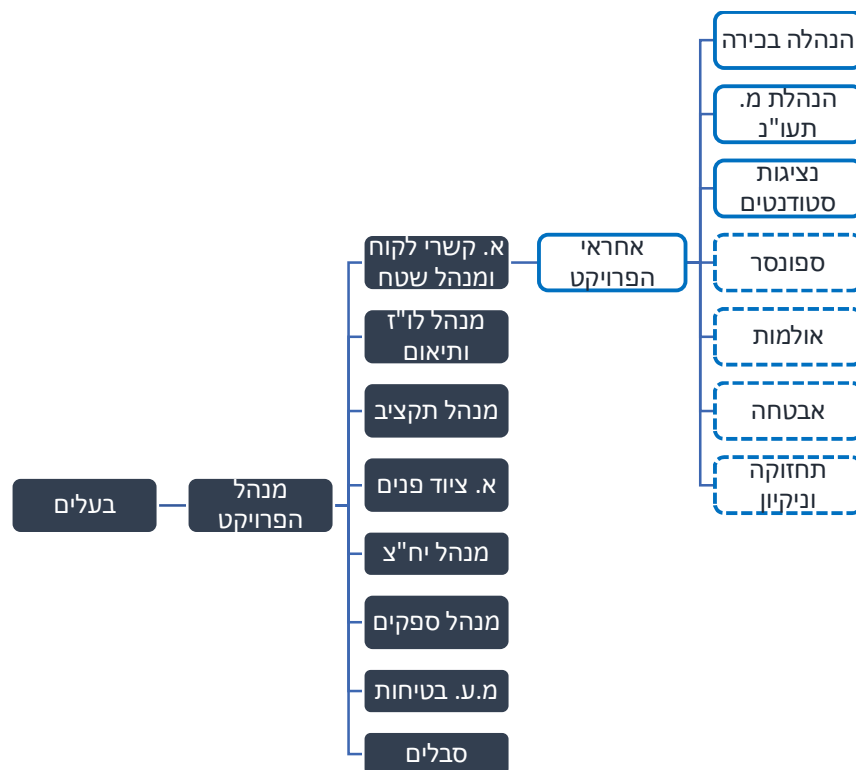 הנהלה בכירה
הנהלת מ.
תעו"נ
נציגות
סטודנטים
ספונסר
אולמות
אבטחה
תחזוקה
וניקיון
אחראי
הפרויקט
א. קשרי לקוח
ומנהל שטח
מנהל לו"ז
ותיאום
מנהל תקציב
א. ציוד פנים
מנהל יח"צ
מנהל ספקים
מ.ע. בטיחות
סבלים
מנהל
הפרויקט
בעלים